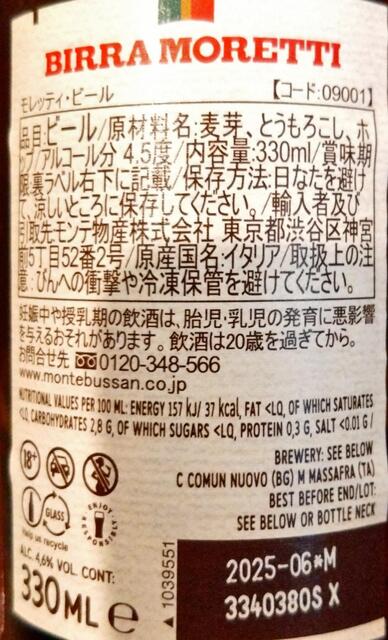 BIRRA MORETTI
モレッティ・ビール 【コード:09001】
品目:ビール/原材料名:麦芽、とうもろこし、ホ
ップ/アルコール分 4.5度/内容量:330ml/賞味期
限:裏ラベル右下に記載/保存方法:日なたを避け
て、涼しいところに保存してください。/輸入者及び
引取先:モンテ物産株式会社 東京都渋谷区神宮
前5丁目52番2号/原産国名:イタリア/取扱上の注
意:びんへの衝撃や冷凍保管を避けてください。
妊娠中や授乳期の飲酒は、胎児・乳児の発育に悪影響
を与えるおそれがあります。飲酒は20歳を過ぎてから。
お問合せ先 0120-348-566
www.montebussan.co.jp
NUTRITIONAL VALUES PER 100 ML: ENERGY 157 kJ/ 37 kcal, FAT <LQ, OF WHICH SATURATES
<LQ, CARBOHYDRATES 2,8 G, OF WHICH SUGARS <LQ, PROTEIN 0,3 G, SALT <0.01 G /
BREWERY: SEE BELOW
C COMUN NUOVO (BG) M MASSAFRA (TA)
BEST BEFORE END/LOT:
SEE BELOW OR BOTTLE NECK
18+
GLASS
Help us recycle
ENJOY RESPONSIBLY
ALC. 4,6% VOL. CONT:
330 ML e
1039551
2025-06*M
3340380S X